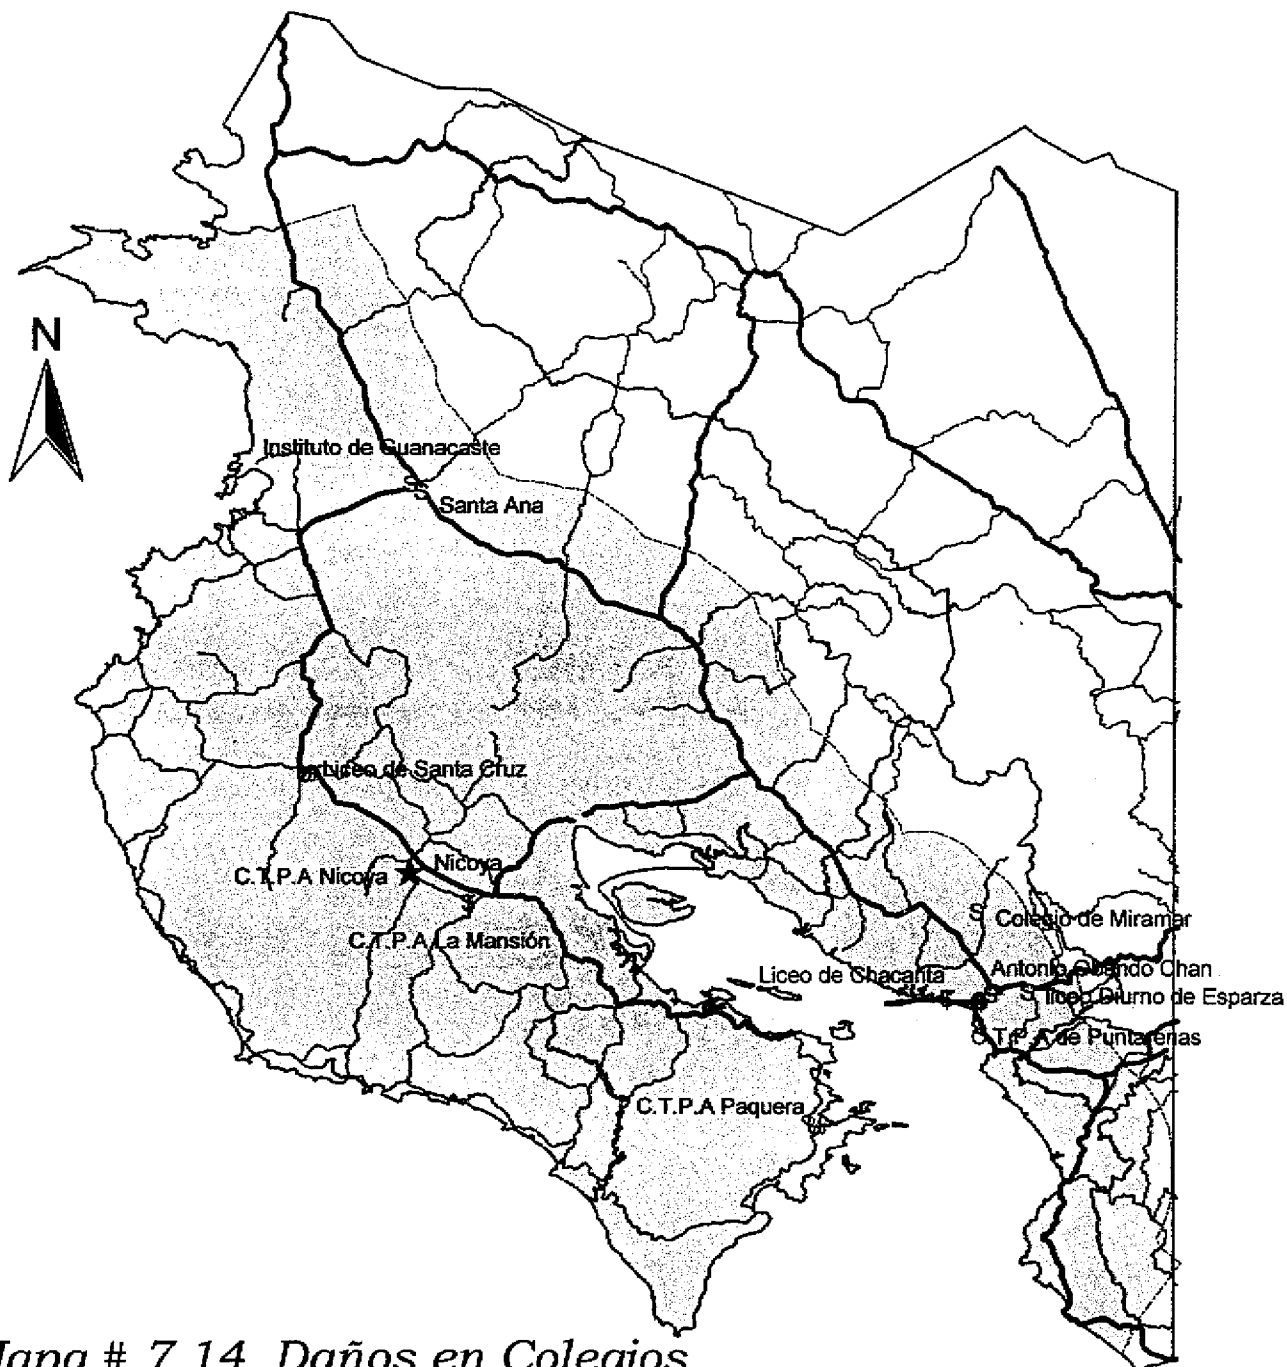 N
Instituto de Guanacaste
Santa Ana
Liceo de Santa Cruz
Nicoya
C.T.P.A Nicoya
C.T.P.A La Mansión
Colegio de Miramar
Liceo de Chacarita
Antonio Obando Chan
liceo Diurno de Esparza
C.T.P.A de Puntarenas
C.T.P.A Paquera
Mapa # 7.14 Daños en Colegios